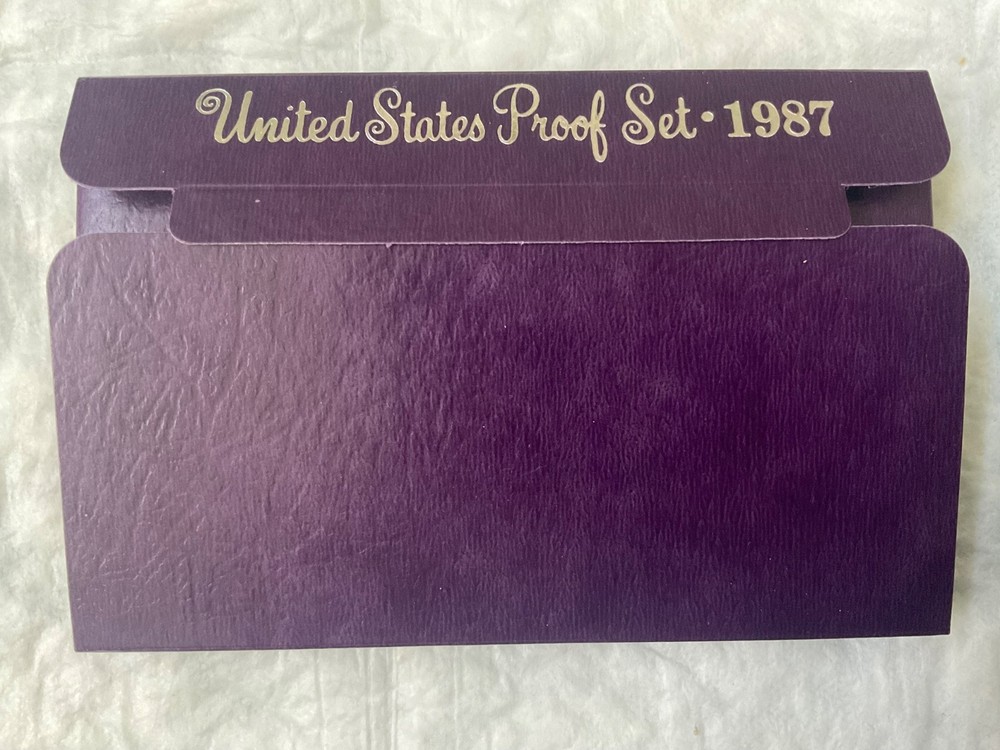 United States Proof Set • 1987